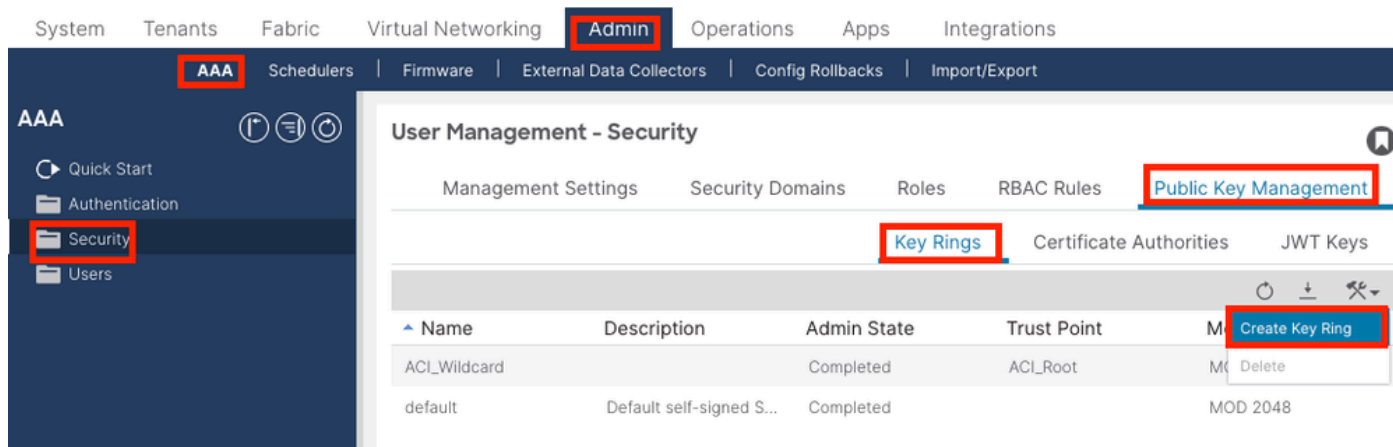 System Tenants Fabric Virtual Networking Admin Operations Apps Integrations
AAA Schedulers | Firmware | External Data Collectors | Config Rollbacks | Import/Export
AAA
Quick Start
Authentication
Security
Users
User Management - Security
Management Settings Security Domains Roles RBAC Rules Public Key Management
Key Rings Certificate Authorities JWT Keys
Name Description Admin State Trust Point M Create Key Ring
ACI_Wildcard Completed ACI_Root MO Delete
default Default self-signed S... Completed MOD 2048